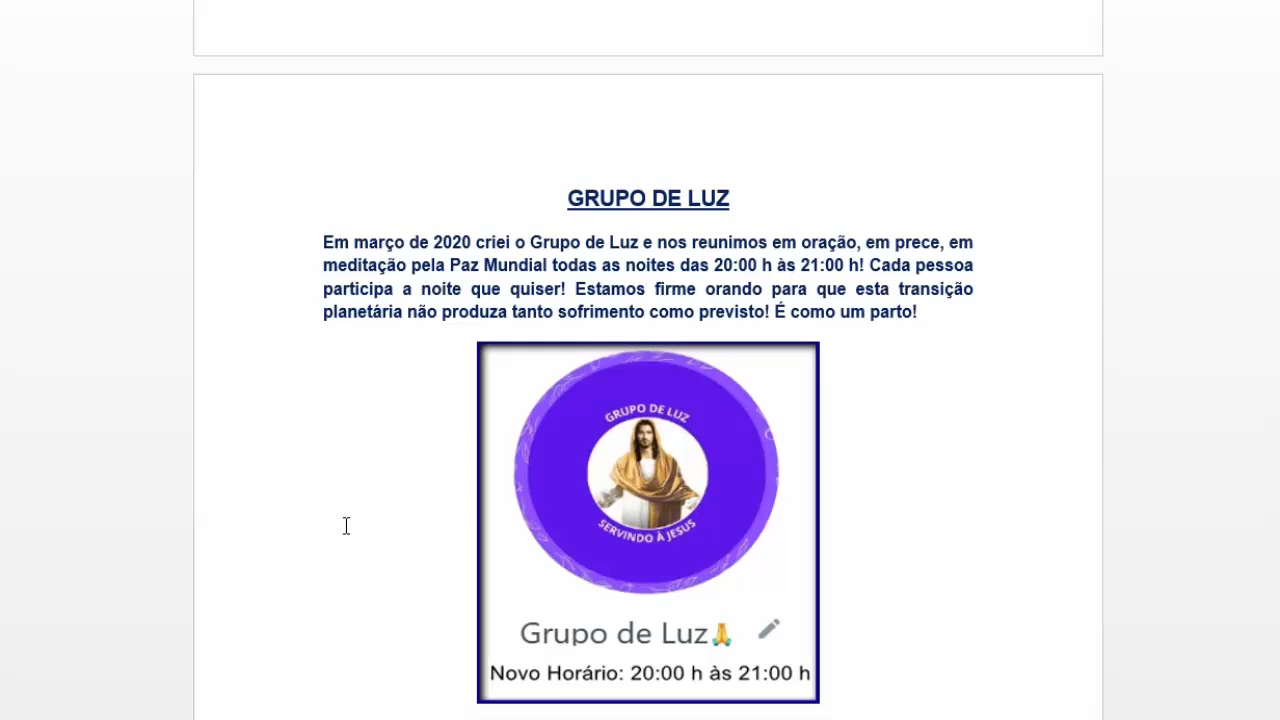 GRUPO DE LUZ
Em março de 2020 criei o Grupo de Luz e nos reunimos em oração, em prece, em
meditação pela Paz Mundial todas as noites das 20:00 h às 21:00 h! Cada pessoa
participa a noite que quiser! Estamos firme orando para que esta transição
planetária não produza tanto sofrimento como previsto! É como um parto!
GRUPO DE LUZ
SERVINDO À JESUS
Grupo de Luz🙏
Novo Horário: 20:00 h às 21:00 h